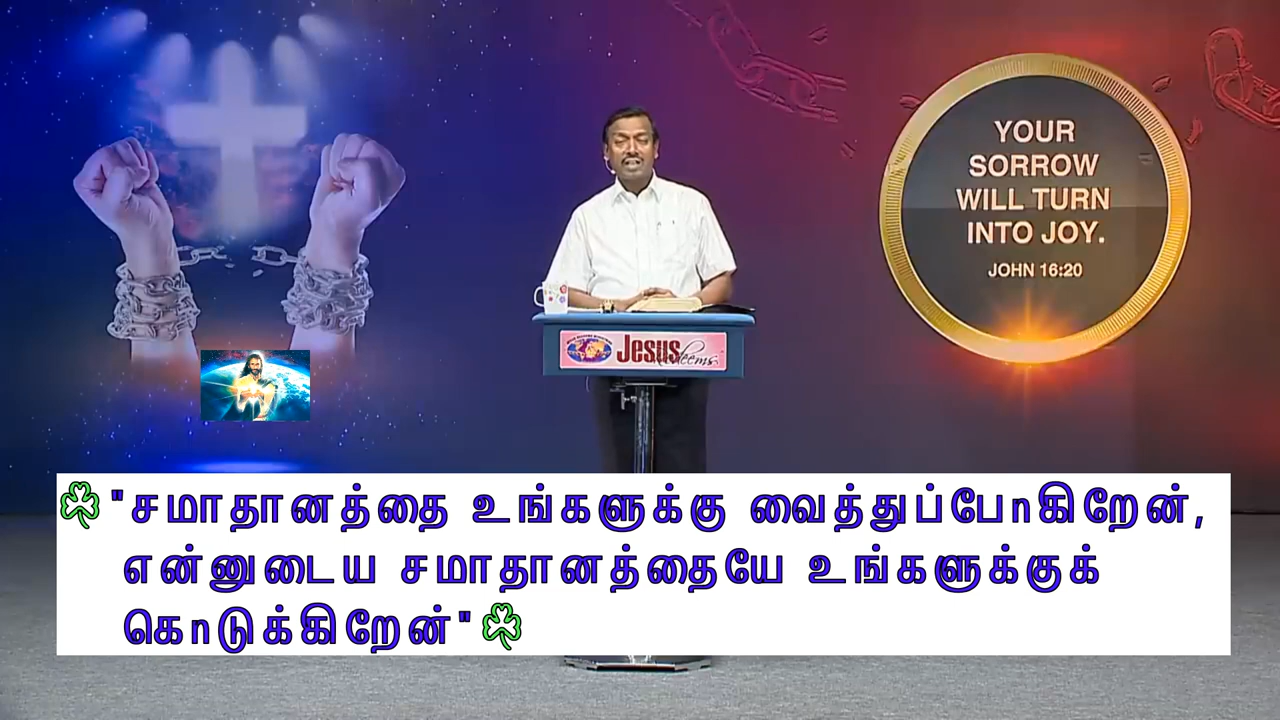 YOUR
SORROW
WILL TURN
INTO JOY.
JOHN 16:20
Jesus
☘"சமாதானத்தை உங்களுக்கு வைத்துப்போகிறேன்,
என்னுடைய சமாதானத்தையே உங்களுக்குக்
கொடுக்கிறேன்"☘